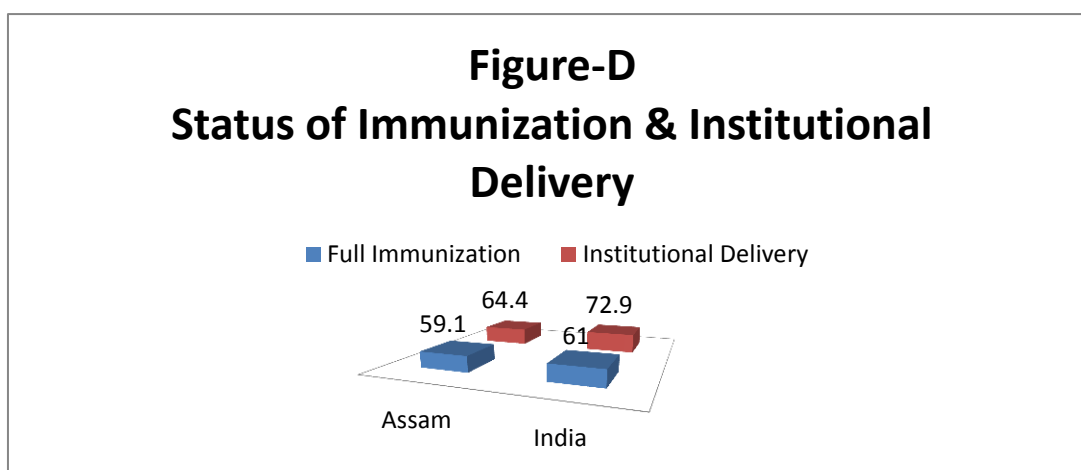 Figure-D
Status of Immunization & Institutional
Delivery
Full Immunization Institutional Delivery
64.4 72.9
59.1 61
Assam
India